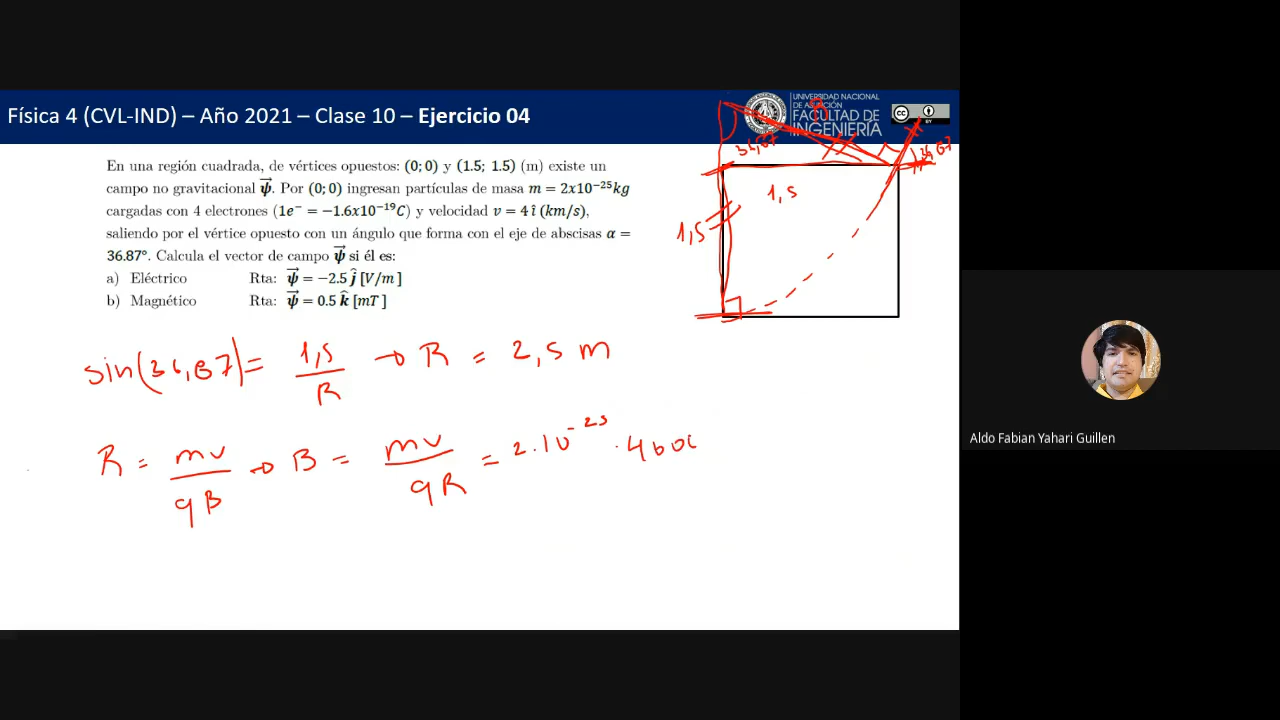 Física 4 (CVL-IND) – Año 2021 – Clase 10 – Ejercicio 04
UNIVERSIDAD NACIONAL
DE ASUNCIÓN
FACULTAD DE
INGENIERÍA
cc
BY
En una región cuadrada, de vértices opuestos: (0; 0) y (1.5; 1.5) (m) existe un
campo no gravitacional ψ⃗. Por (0; 0) ingresan partículas de masa m = 2x10⁻²⁵kg
cargadas con 4 electrones (1e⁻ = −1.6x10⁻¹⁹C) y velocidad v = 4 î (km/s),
saliendo por el vértice opuesto con un ángulo que forma con el eje de abscisas α =
36.87°. Calcula el vector de campo ψ⃗ si él es:
a) Eléctrico Rta: ψ⃗ = −2.5 ĵ [V/m]
b) Magnético Rta: ψ⃗ = 0.5 k̂ [mT]
R
36,87
36,87
1,5
1,5
sin(36,87) = 1,5/R → R = 2,5 m
R = mv/qB → B = mv/qR = 2.10⁻²⁵ . 4000
Aldo Fabian Yahari Guillen